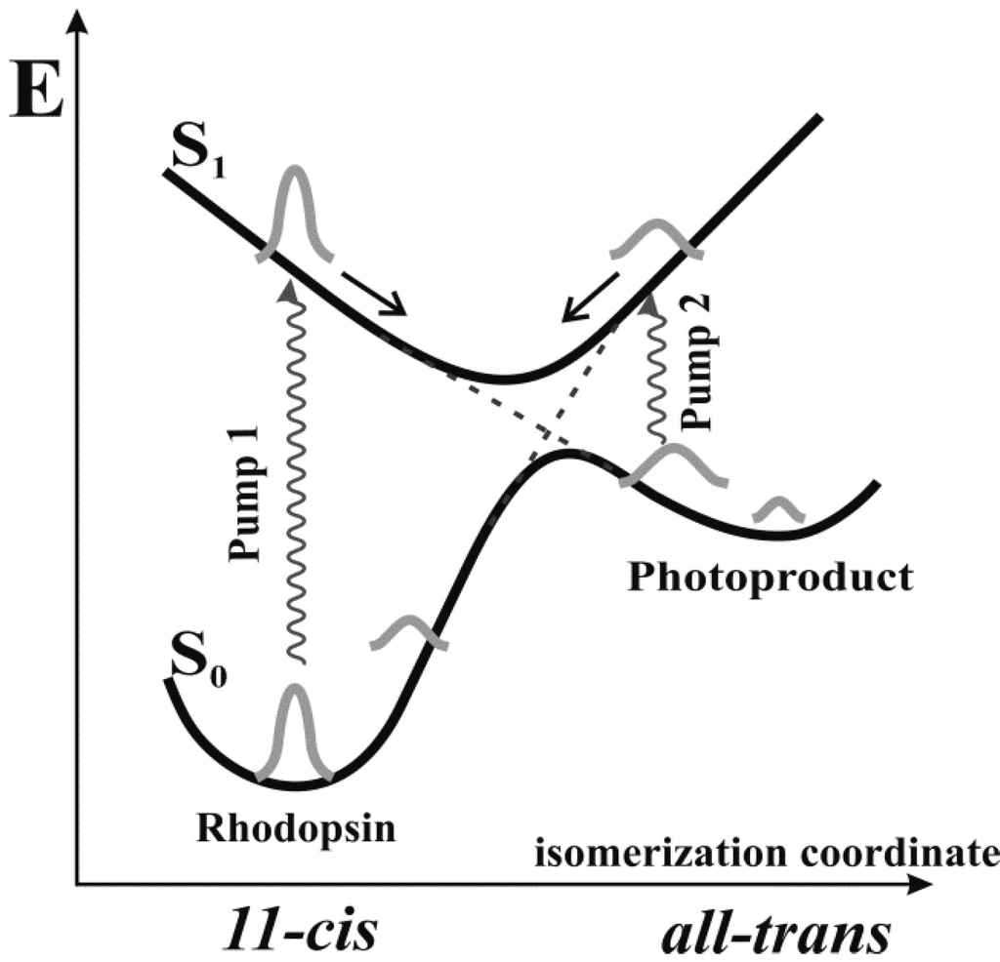 E
S₁
Pump 2
Pump 1
Photoproduct
S₀
Rhodopsin
isomerization coordinate
11-cis
all-trans